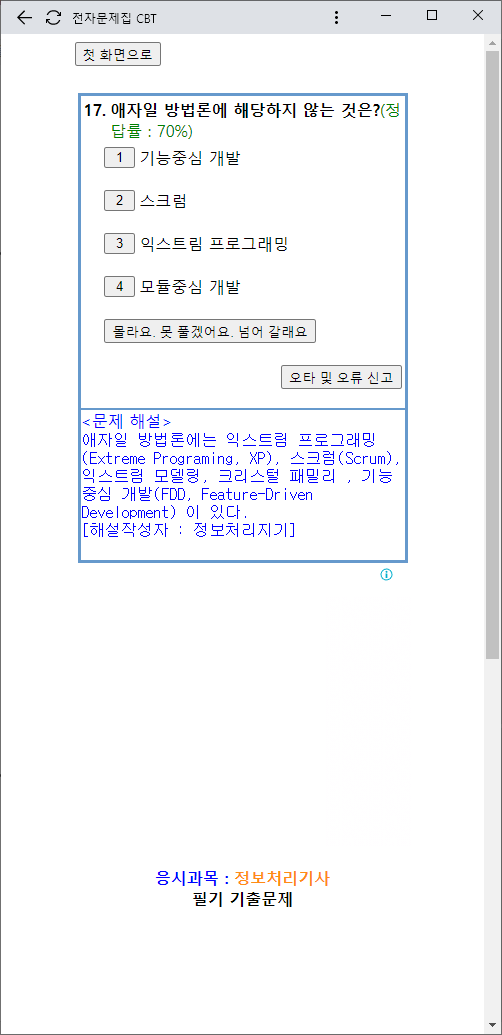 전자문제집 CBT
첫 화면으로
17. 애자일 방법론에 해당하지 않는 것은?(정
답률 : 70%)
1 기능중심 개발
2 스크럼
3 익스트림 프로그래밍
4 모듈중심 개발
몰라요. 못 풀겠어요. 넘어 갈래요
오타 및 오류 신고
<문제 해설>
애자일 방법론에는 익스트림 프로그래밍
(Extreme Programing, XP), 스크럼(Scrum),
익스트림 모델링, 크리스털 패밀리 , 기능
중심 개발(FDD, Feature-Driven
Development) 이 있다.
[해설작성자 : 정보처리지기]
응시과목 : 정보처리기사
필기 기출문제